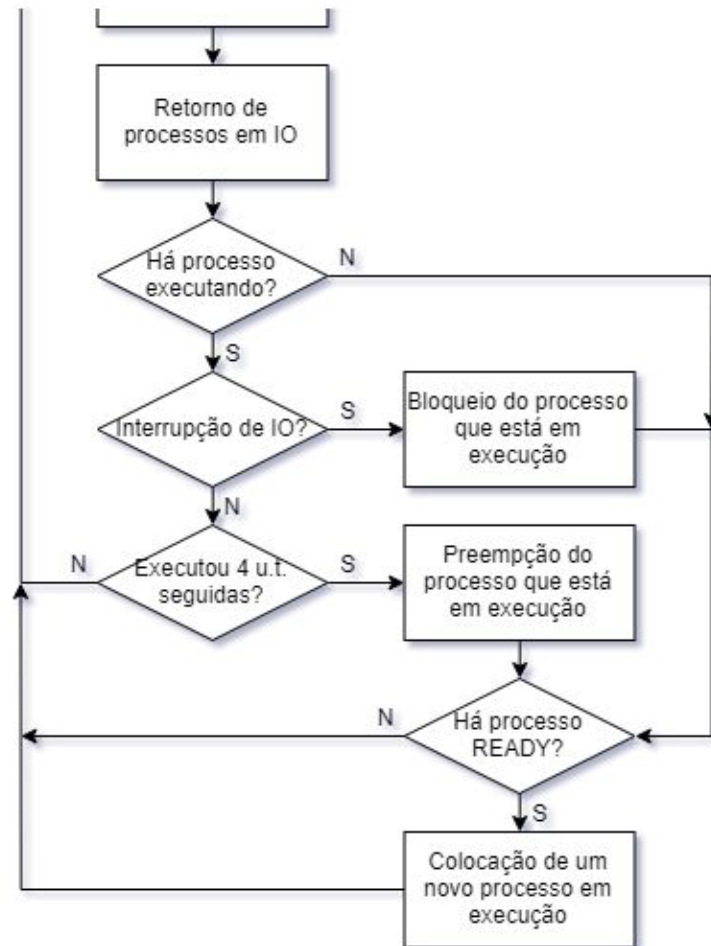 Retorno de
processos em IO
Há processo
executando?
N
S
Interrupção de IO?
S
Bloqueio do processo
que está em
execução
N
Executou 4 u.t.
seguidas?
N
S
Preempção do
processo que está
em execução
Há processo
READY?
N
S
Colocação de um
novo processo em
execução